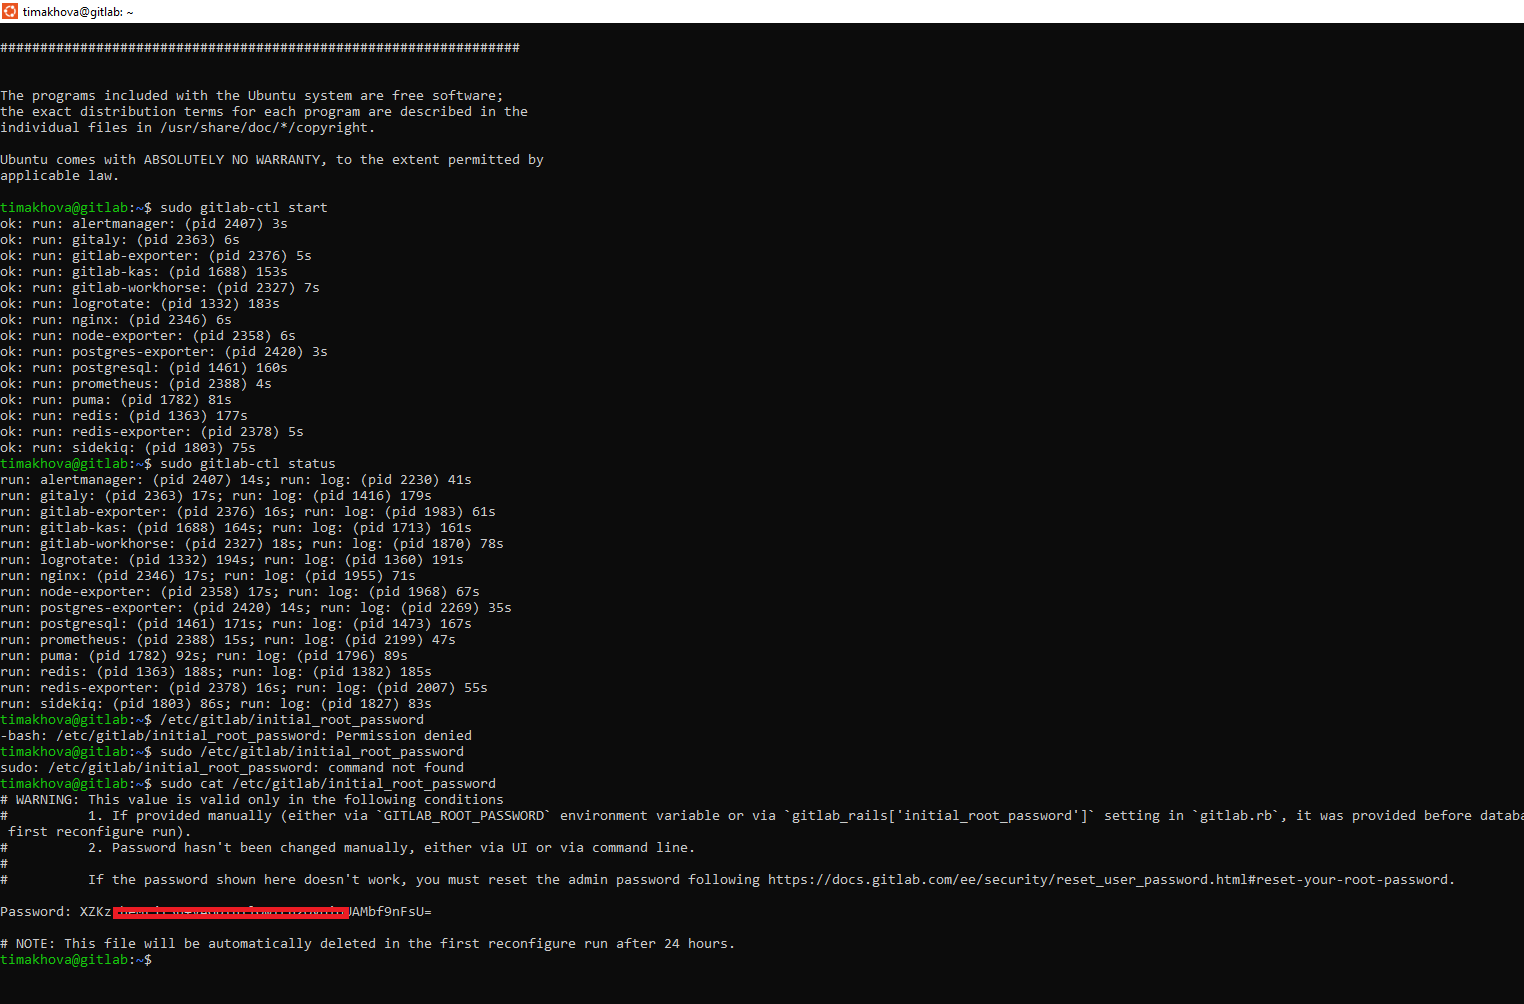 timakhova@gitlab: ~
#################################################################
The programs included with the Ubuntu system are free software;
the exact distribution terms for each program are described in the
individual files in /usr/share/doc/*/copyright.
Ubuntu comes with ABSOLUTELY NO WARRANTY, to the extent permitted by
applicable law.
timakhova@gitlab:~$ sudo gitlab-ctl start
ok: run: alertmanager: (pid 2407) 3s
ok: run: gitaly: (pid 2363) 6s
ok: run: gitlab-exporter: (pid 2376) 5s
ok: run: gitlab-kas: (pid 1688) 153s
ok: run: gitlab-workhorse: (pid 2327) 7s
ok: run: logrotate: (pid 1332) 183s
ok: run: nginx: (pid 2346) 6s
ok: run: node-exporter: (pid 2358) 6s
ok: run: postgres-exporter: (pid 2420) 3s
ok: run: postgresql: (pid 1461) 160s
ok: run: prometheus: (pid 2388) 4s
ok: run: puma: (pid 1782) 81s
ok: run: redis: (pid 1363) 177s
ok: run: redis-exporter: (pid 2378) 5s
ok: run: sidekiq: (pid 1803) 75s
timakhova@gitlab:~$ sudo gitlab-ctl status
run: alertmanager: (pid 2407) 14s; run: log: (pid 2230) 41s
run: gitaly: (pid 2363) 17s; run: log: (pid 1416) 179s
run: gitlab-exporter: (pid 2376) 16s; run: log: (pid 1983) 61s
run: gitlab-kas: (pid 1688) 164s; run: log: (pid 1713) 161s
run: gitlab-workhorse: (pid 2327) 18s; run: log: (pid 1870) 78s
run: logrotate: (pid 1332) 194s; run: log: (pid 1360) 191s
run: nginx: (pid 2346) 17s; run: log: (pid 1955) 71s
run: node-exporter: (pid 2358) 17s; run: log: (pid 1968) 67s
run: postgres-exporter: (pid 2420) 14s; run: log: (pid 2269) 35s
run: postgresql: (pid 1461) 171s; run: log: (pid 1473) 167s
run: prometheus: (pid 2388) 15s; run: log: (pid 2199) 47s
run: puma: (pid 1782) 92s; run: log: (pid 1796) 89s
run: redis: (pid 1363) 188s; run: log: (pid 1382) 185s
run: redis-exporter: (pid 2378) 16s; run: log: (pid 2007) 55s
run: sidekiq: (pid 1803) 86s; run: log: (pid 1827) 83s
timakhova@gitlab:~$ /etc/gitlab/initial_root_password
-bash: /etc/gitlab/initial_root_password: Permission denied
timakhova@gitlab:~$ sudo /etc/gitlab/initial_root_password
sudo: /etc/gitlab/initial_root_password: command not found
timakhova@gitlab:~$ sudo cat /etc/gitlab/initial_root_password
# WARNING: This value is valid only in the following conditions
#          1. If provided manually (either via `GITLAB_ROOT_PASSWORD` environment variable or via `gitlab_rails['initial_root_password']` setting in `gitlab.rb`, it was provided before databa
first reconfigure run).
#          2. Password hasn't been changed manually, either via UI or via command line.
#
#          If the password shown here doesn't work, you must reset the admin password following https://docs.gitlab.com/ee/security/reset_user_password.html#reset-your-root-password.
Password: XZKz UAMbf9nFsU=
# NOTE: This file will be automatically deleted in the first reconfigure run after 24 hours.
timakhova@gitlab:~$